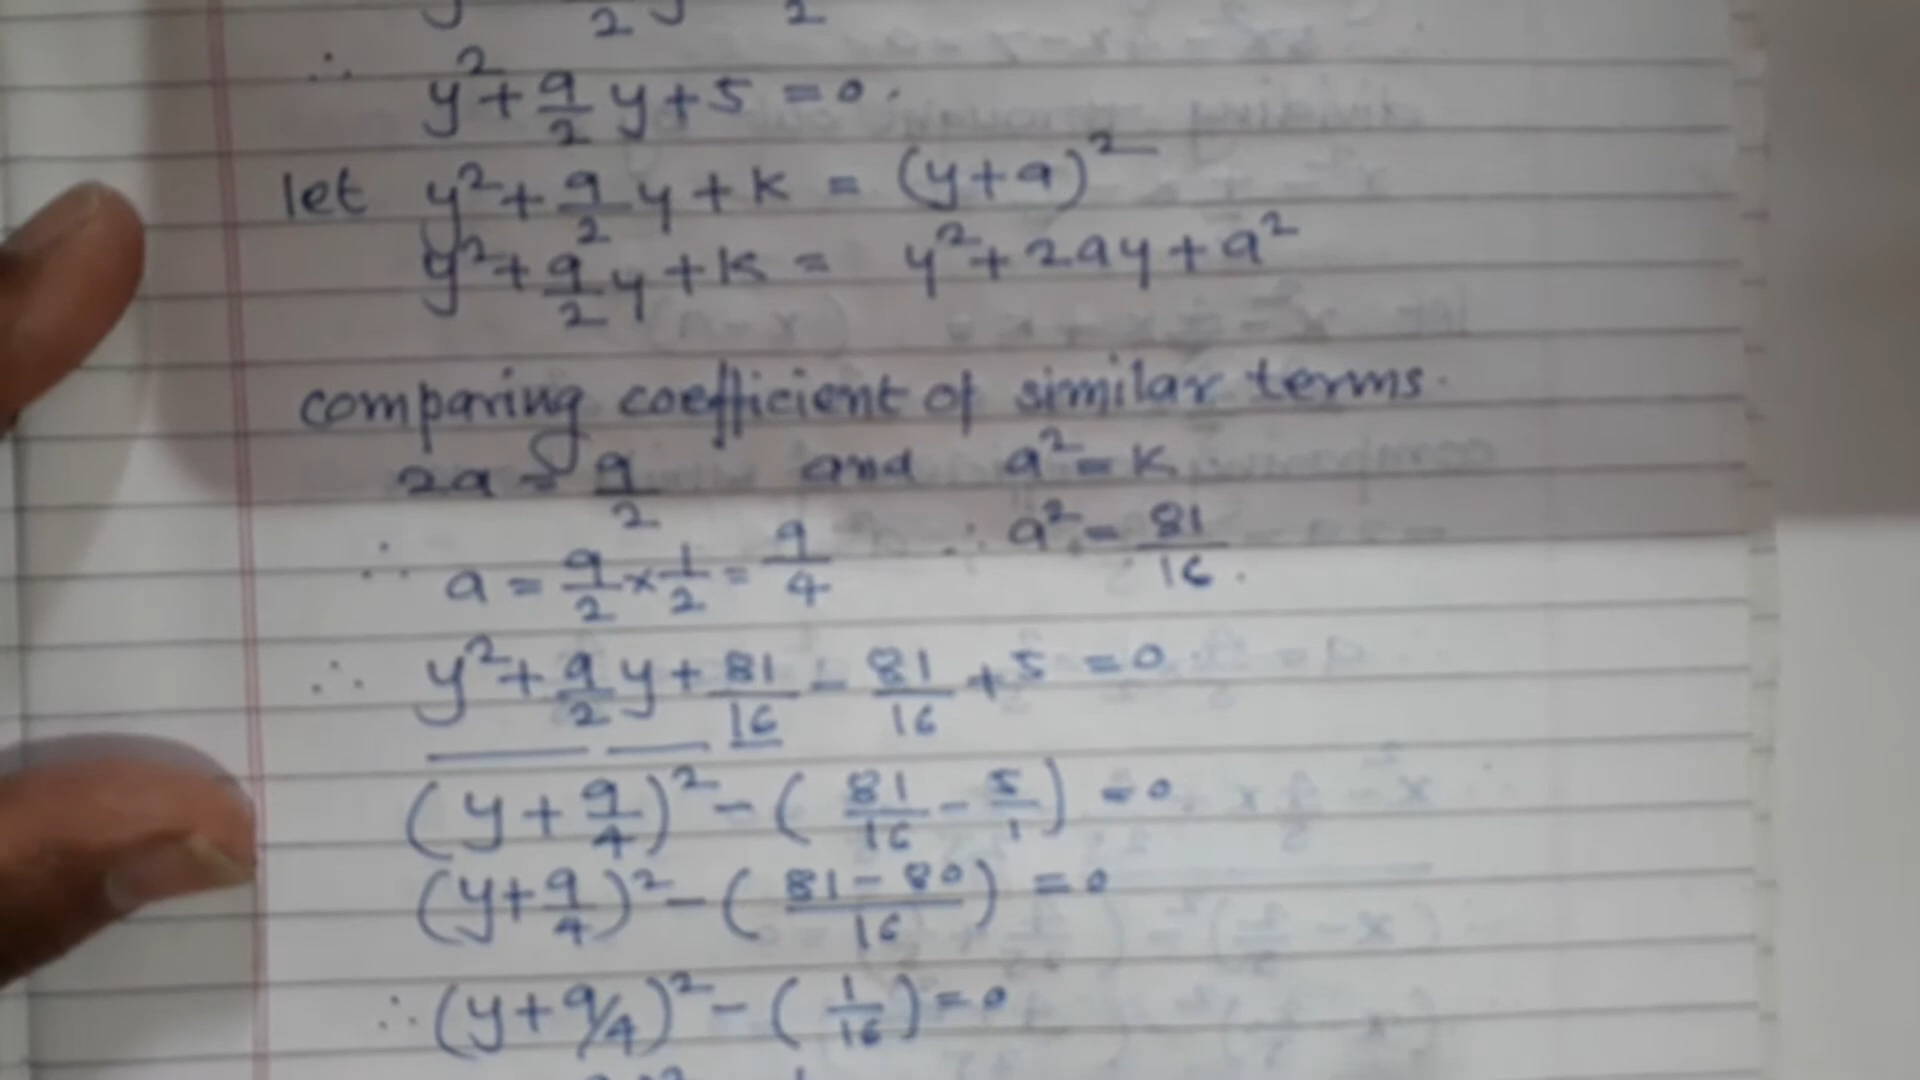 ∴ y² + 9/2 y + 5 = 0.
let y² + 9/2 y + k = (y+a)²
y² + 9/2 y + k = y² + 2ay + a²
comparing coefficient of similar terms.
2a = 9/2 and a² = k
∴ a = 9/2 × 1/2 = 9/4 ∴ a² = 81/16.
∴ y² + 9/2 y + 81/16 - 81/16 + 5 = 0
(y + 9/4)² - (81/16 - 5/1) = 0
(y + 9/4)² - (81-80/16) = 0
∴ (y + 9/4)² - (1/16) = 0